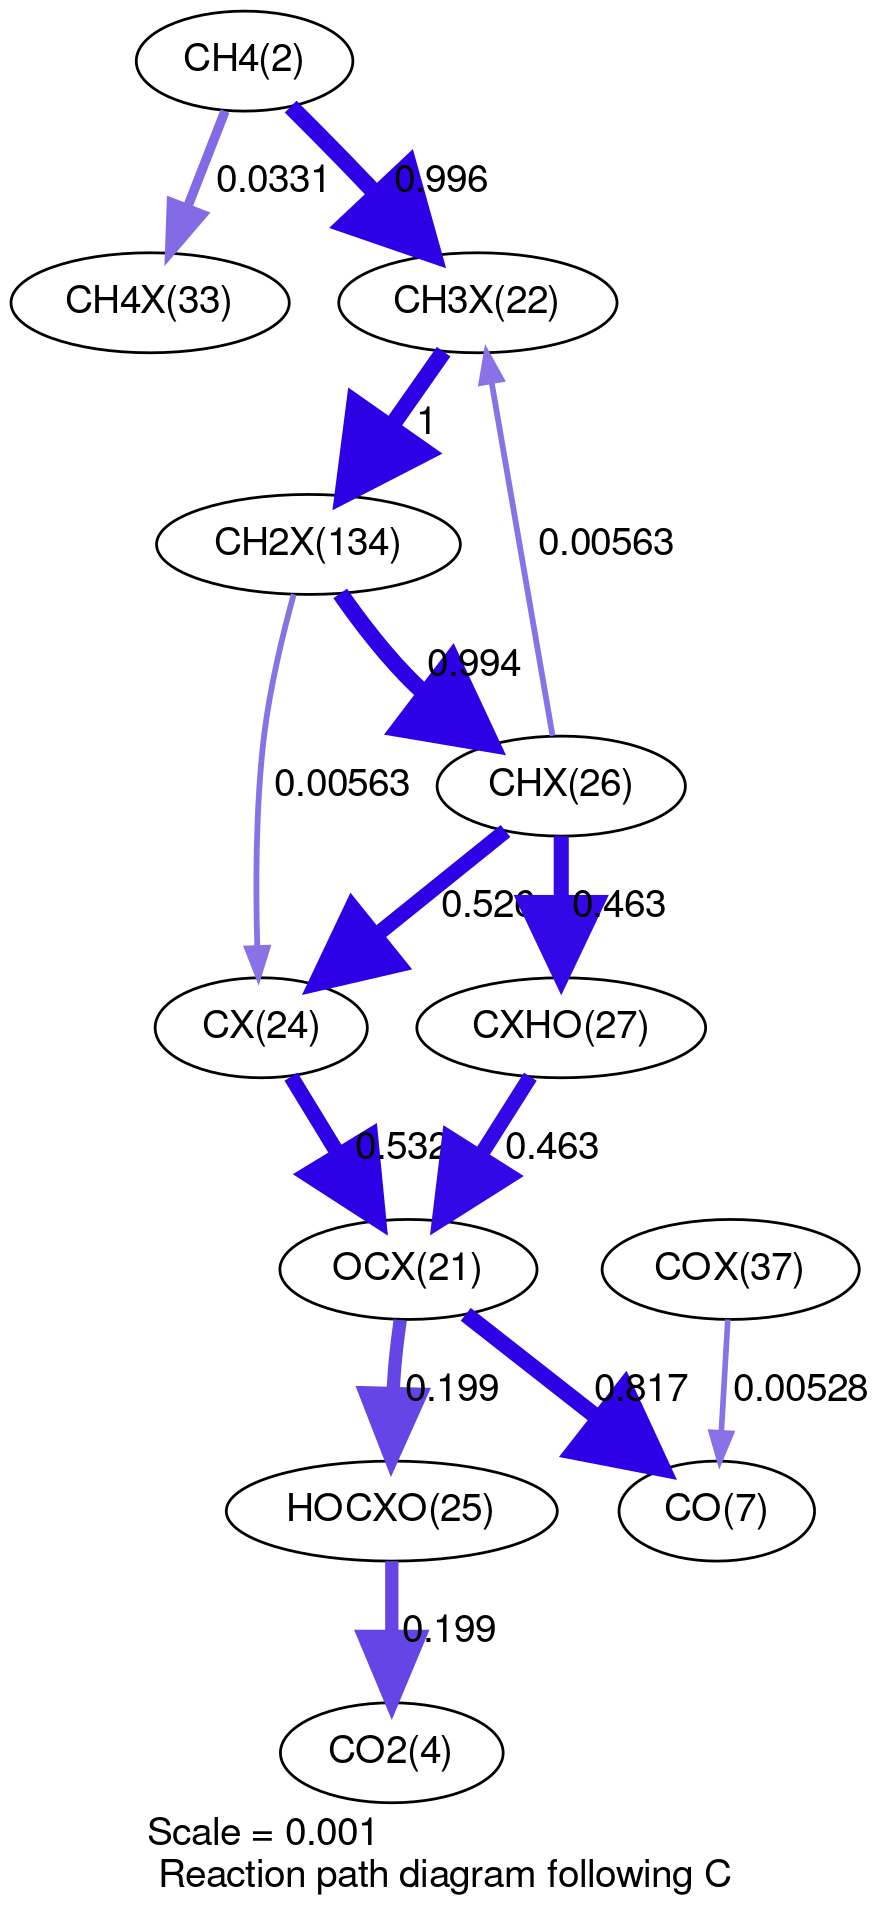 CH4(2)
0.0331
0.996
CH4X(33)
CH3X(22)
1
CH2X(134)
0.00563
0.994
0.00563
CHX(26)
0.463
CX(24)
CXHO(27)
0.532
0.463
OCX(21)
COX(37)
0.199
0.817
0.00528
HOCXO(25)
CO(7)
0.199
CO2(4)
Scale = 0.001
Reaction path diagram following C